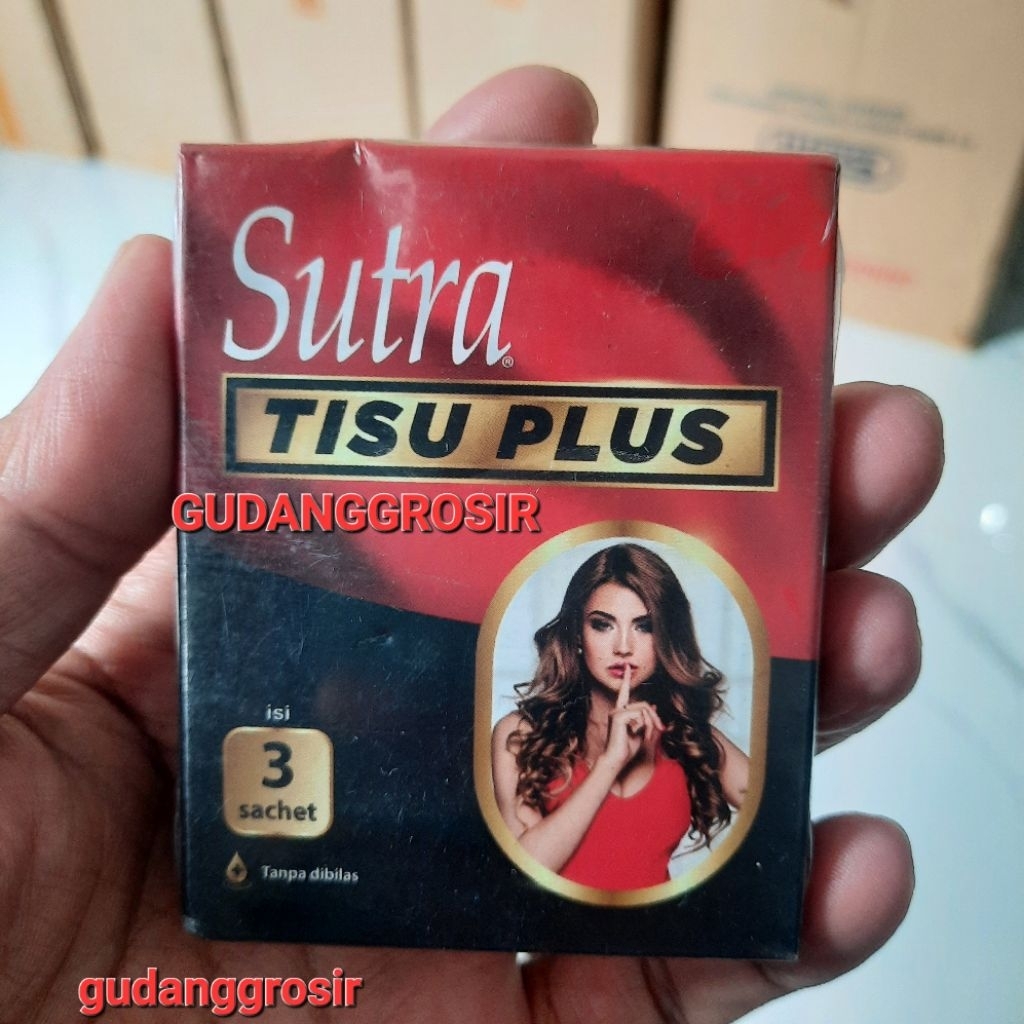 Sutra®
TISU PLUS
GUDANGGROSIR
isi
3
sachet
Tanpa dibilas
gudanggrosir